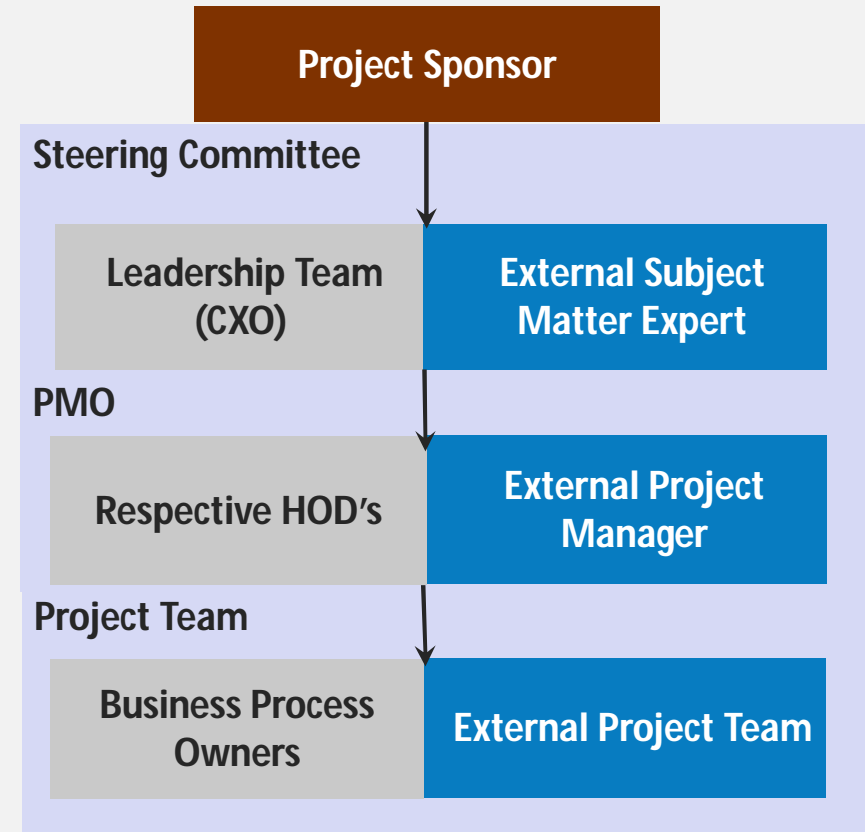 Project Sponsor
Steering Committee
Leadership Team
(CXO)
External Subject
Matter Expert
PMO
Respective HOD's
External Project
Manager
Project Team
Business Process
Owners
External Project Team